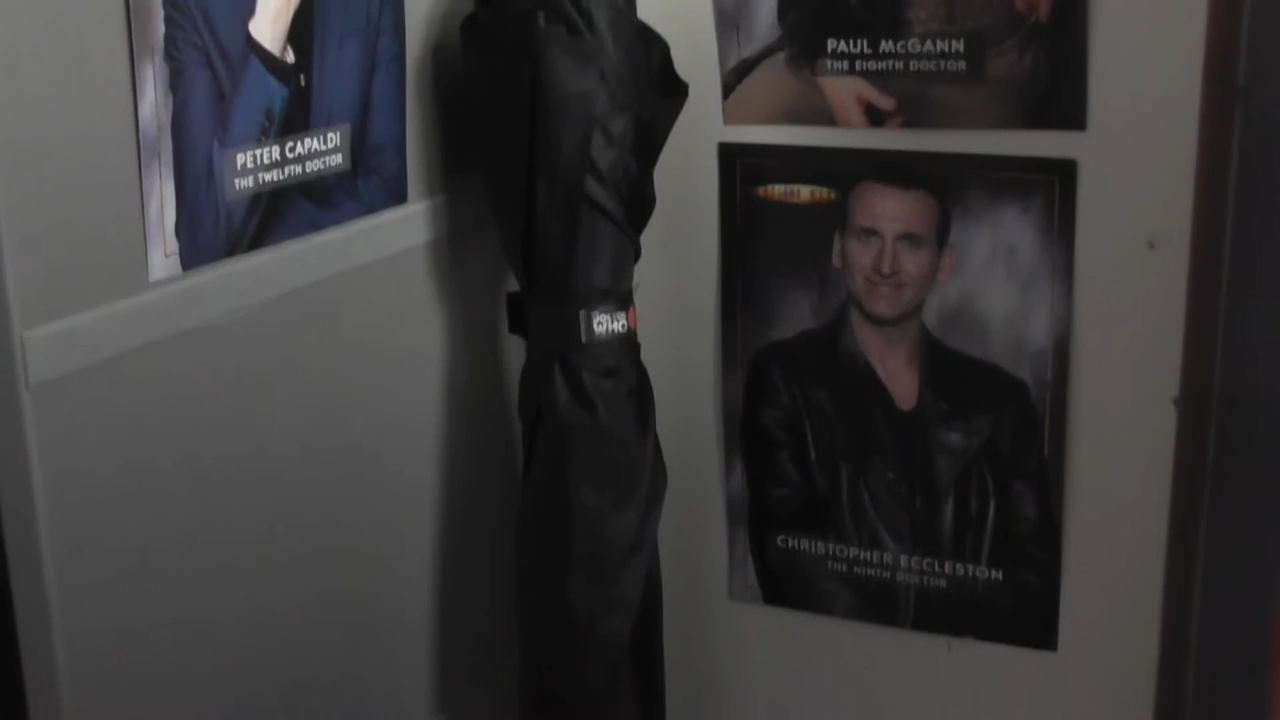 PETER CAPALDI
THE TWELFTH DOCTOR
PAUL McGANN
THE EIGHTH DOCTOR
DOCTOR
WHO
CHRISTOPHER ECCLESTON
THE NINTH DOCTOR